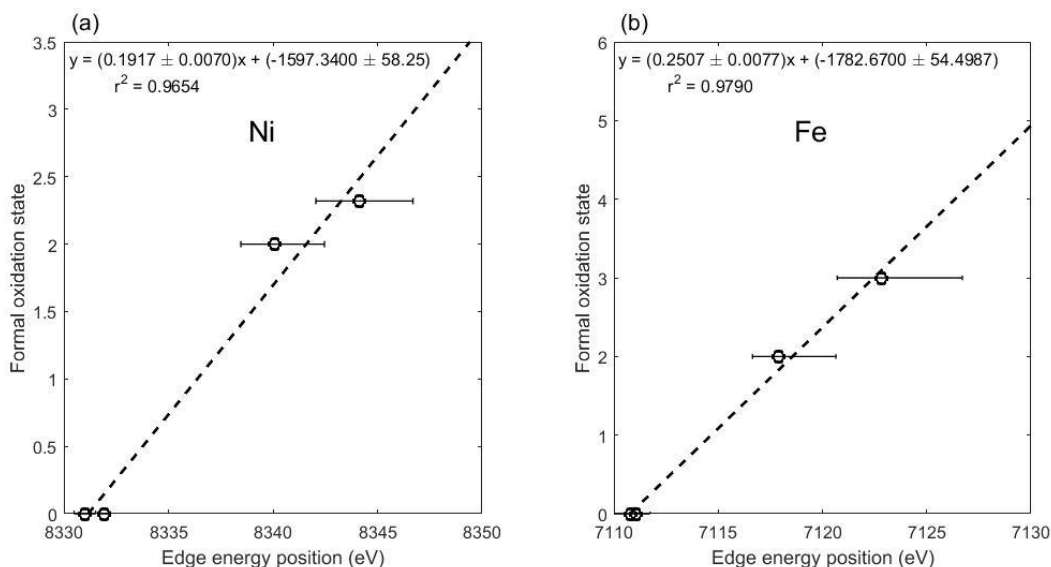 (a)
y = (0.1917 ± 0.0070)x + (-1597.3400 ± 58.25)
r² = 0.9654
Ni
Formal oxidation state
3.5
3
2.5
2
1.5
1
0.5
0
8330
8335
8340
8345
8350
Edge energy position (eV)
(b)
y = (0.2507 ± 0.0077)x + (-1782.6700 ± 54.4987)
r² = 0.9790
Fe
Formal oxidation state
6
5
4
3
2
1
0
7110
7115
7120
7125
7130
Edge energy position (eV)